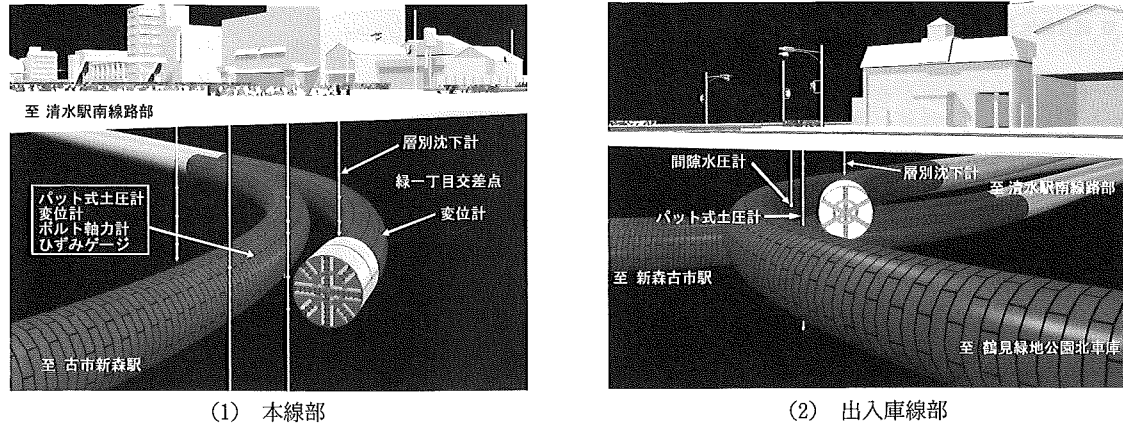 至 清水駅南線路部
層別沈下計
緑一丁目交差点
変位計
パット式土圧計
変位計
ボルト軸力計
ひずみゲージ
至 古市新森駅
(1) 本線部
間隙水圧計
層別沈下計
至 清水駅南線路部
パット式土圧計
至 新森古市駅
至 鶴見緑地公園北車庫
(2) 出入庫線部